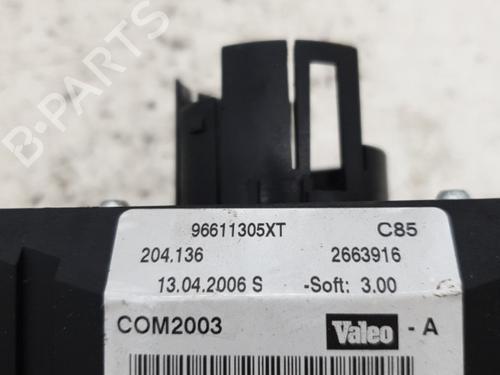 B-PARTS
96611305XT C85
204.136 2663916
13.04.2006 S -Soft: 3.00
COM2003 Valeo - A